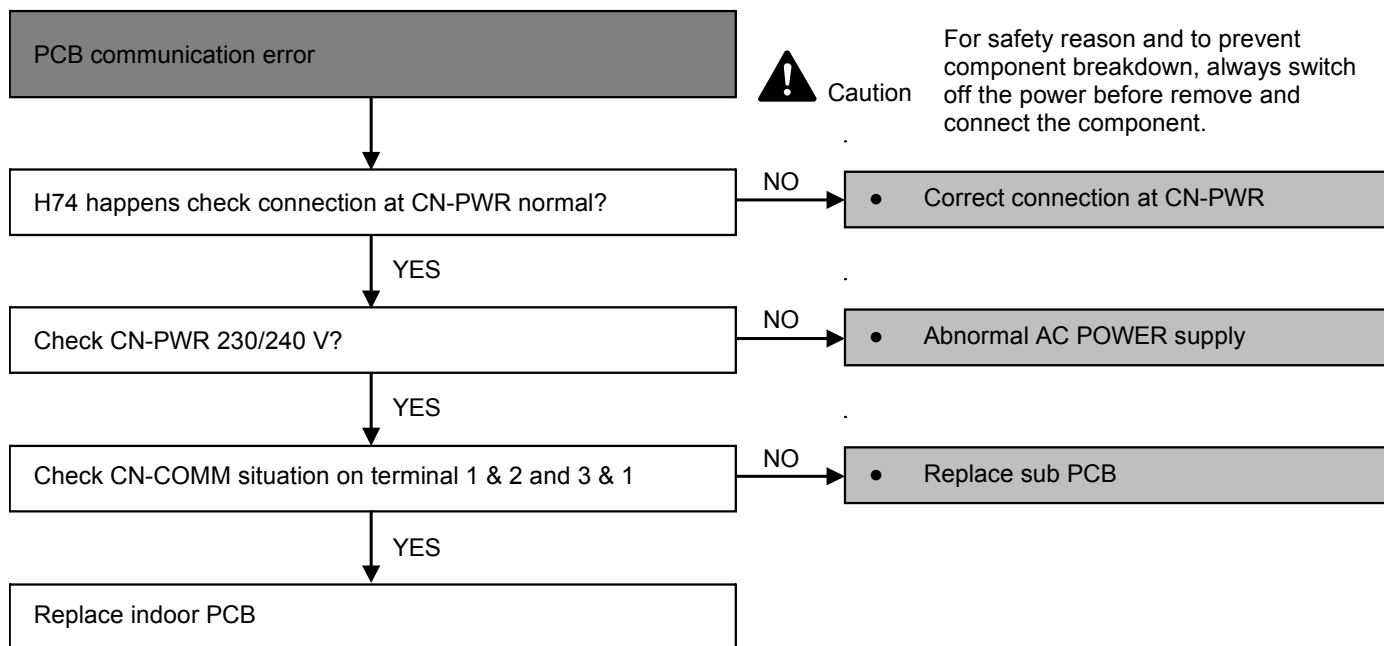 PCB communication error
Caution
For safety reason and to prevent
component breakdown, always switch
off the power before remove and
connect the component.
H74 happens check connection at CN-PWR normal?
NO
● Correct connection at CN-PWR
YES
Check CN-PWR 230/240 V?
NO
● Abnormal AC POWER supply
YES
Check CN-COMM situation on terminal 1 & 2 and 3 & 1
NO
● Replace sub PCB
YES
Replace indoor PCB